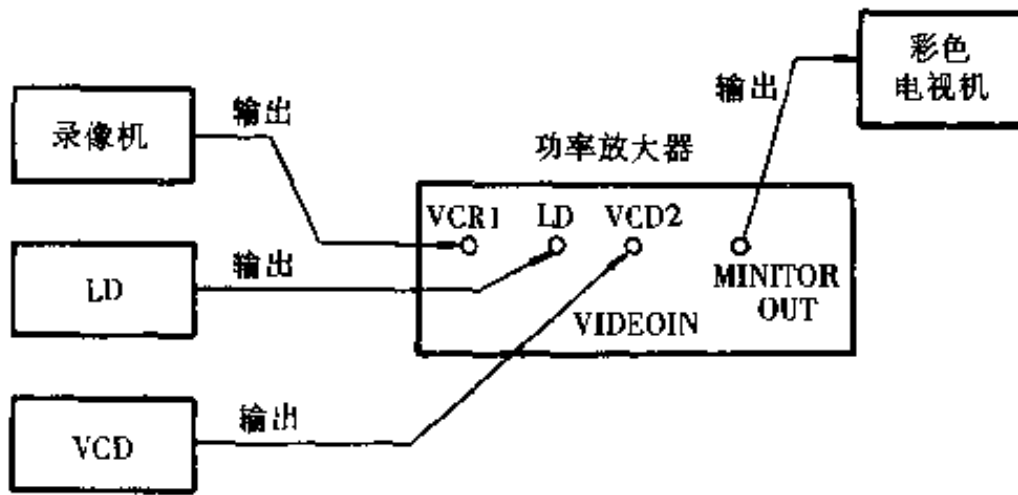 彩色
电视机
输出
录像机
输出
功率放大器
VCR1 LD VCD2
LD
输出
MINITOR
OUT
VIDEOIN
VCD
输出